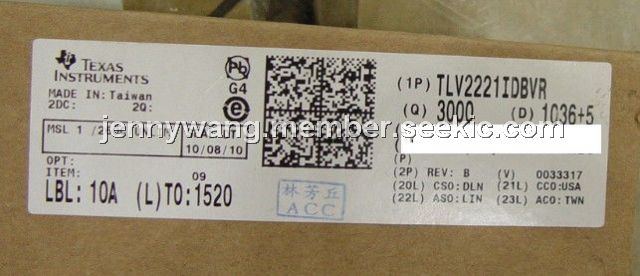 TEXAS
INSTRUMENTS
MADE IN: Taiwan
2DC: 2Q:
Pb
G4
e
MSL 1
10/08/10
OPT:
ITEM:
09
LBL: 10A (L)TO:1520
(1P) TLV2221IDBVR
(Q) 3000 (D) 1036+5
(P)
(2P) REV: B (V) 0033317
(20L) CSO:DLN (21L) CCO:USA
(22L) ASO:LIN (23L) ACO:TWN
林芳丘
ACC
jennywang.member.seekic.com